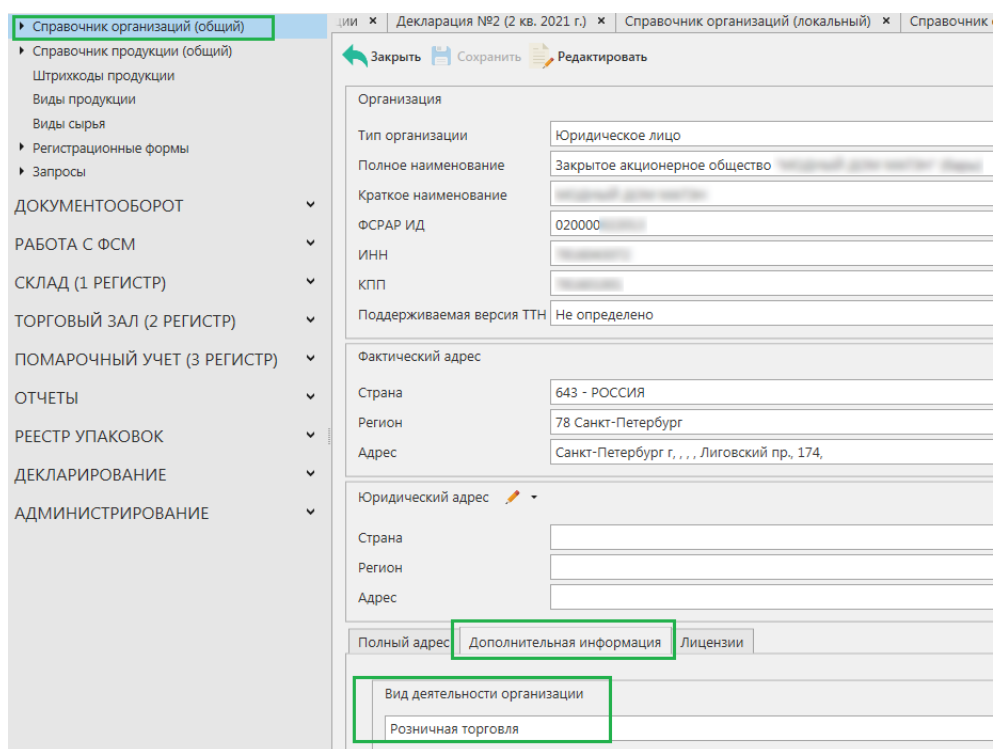 Справочник организаций (общий)
Справочник продукции (общий)
Штрихкоды продукции
Виды продукции
Виды сырья
Регистрационные формы
Запросы
ДОКУМЕНТООБОРОТ
РАБОТА С ФСМ
СКЛАД (1 РЕГИСТР)
ТОРГОВЫЙ ЗАЛ (2 РЕГИСТР)
ПОМАРОЧНЫЙ УЧЕТ (3 РЕГИСТР)
ОТЧЕТЫ
РЕЕСТР УПАКОВОК
ДЕКЛАРИРОВАНИЕ
АДМИНИСТРИРОВАНИЕ
ции × Декларация №2 (2 кв. 2021 г.) × Справочник организаций (локальный) × Справочник
Закрыть Сохранить Редактировать
Организация
Тип организации Юридическое лицо
Полное наименование Закрытое акционерное общество
Краткое наименование
ФСРАР ИД 020000
ИНН
КПП
Поддерживаемая версия ТТН Не определено
Фактический адрес
Страна 643 - РОССИЯ
Регион 78 Санкт-Петербург
Адрес Санкт-Петербург г, , , , Лиговский пр., 174,
Юридический адрес
Страна
Регион
Адрес
Полный адрес Дополнительная информация Лицензии
Вид деятельности организации
Розничная торговля